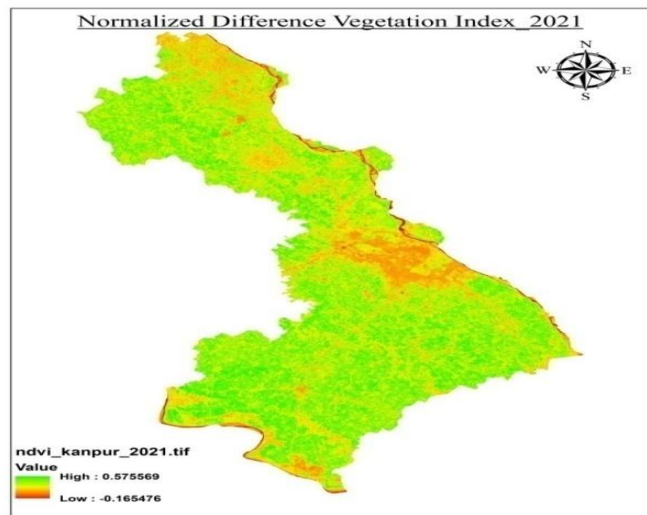 Normalized Difference Vegetation Index_2021
N
W E
S
ndvi_kanpur_2021.tif
Value
High : 0.575569
Low : -0.165476